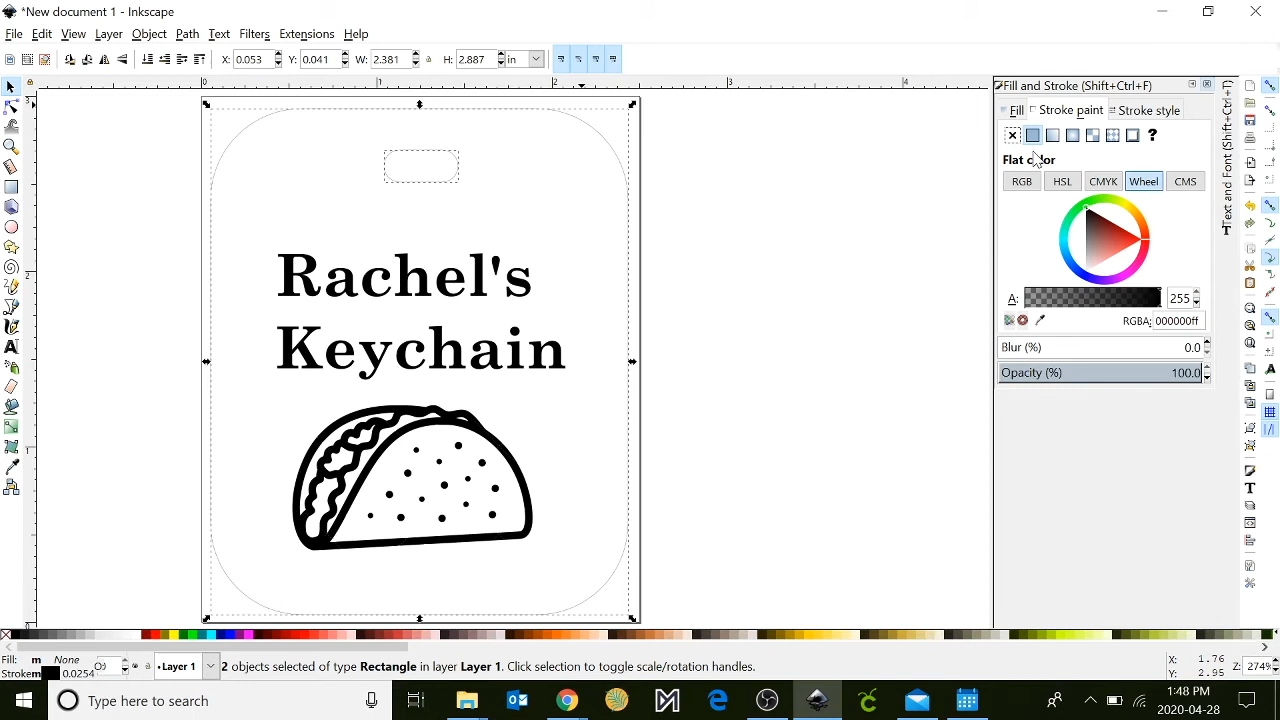 *New document 1 - Inkscape
File Edit View Layer Object Path Text Filters Extensions Help
X: 0.053 Y: 0.041 W: 2.381 H: 2.887 in
Fill and Stroke (Shift+Ctrl+F)
0 1 2 3 4
Fill Stroke paint Stroke style
?
Flat color
RGB HSL CMYK Wheel CMS
Text and Font (Shift+Ctrl+F)
Rachel's
Keychain
A: 255
RGBA: 000000ff
Blur (%) 0.0
Opacity (%) 100.0
Fill: m None O:
Stroke: m 0.0254
•Layer 1
2 objects selected of type Rectangle in layer Layer 1. Click selection to toggle scale/rotation handles.
X: 1.76
Y: 2.95
Z: 274%
Type here to search
1:48 PM
2020-04-28